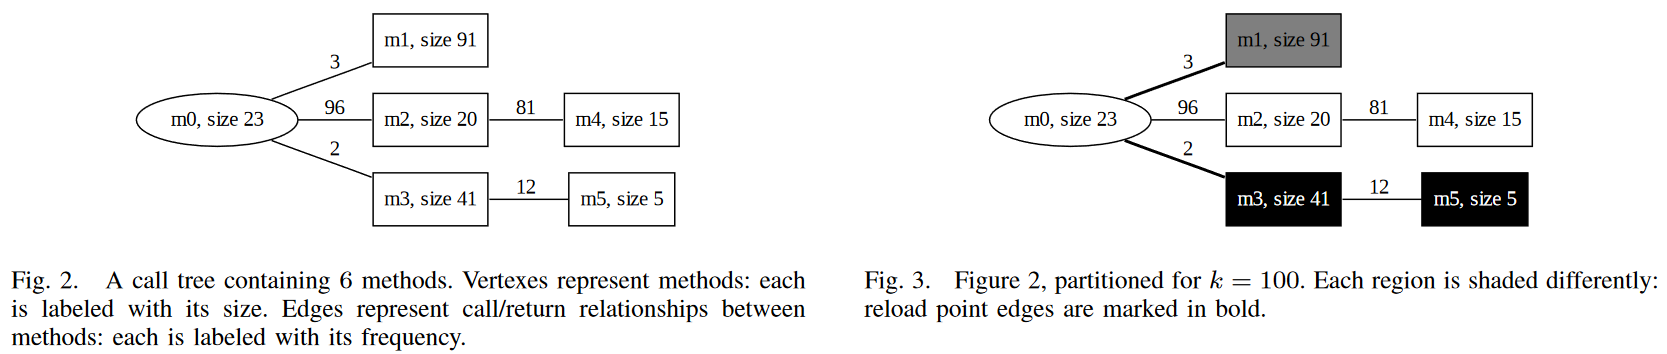 m1, size 91
3
m0, size 23
96
m2, size 20
81
m4, size 15
2
m3, size 41
12
m5, size 5
Fig. 2. A call tree containing 6 methods. Vertexes represent methods: each
is labeled with its size. Edges represent call/return relationships between
methods: each is labeled with its frequency.
m1, size 91
3
m0, size 23
96
m2, size 20
81
m4, size 15
2
m3, size 41
12
m5, size 5
Fig. 3. Figure 2, partitioned for k = 100. Each region is shaded differently:
reload point edges are marked in bold.